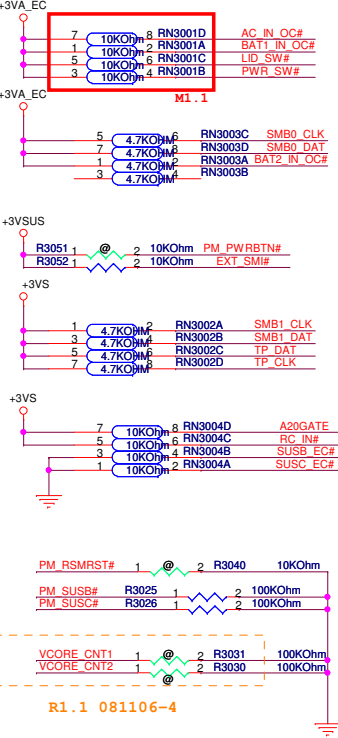 +3VA_EC
7 10KOhm 8 RN3001D AC_IN_OC#
1 10KOhm 2 RN3001A BAT1_IN_OC#
5 10KOhm 6 RN3001C LID_SW#
3 10KOhm 4 RN3001B PWR_SW#
M1.1
+3VA_EC
5 4.7KOHM 6 RN3003C SMB0_CLK
7 4.7KOHM 8 RN3003D SMB0_DAT
1 4.7KOHM 2 RN3003A BAT2_IN_OC#
3 4.7KOHM 4 RN3003B
+3VSUS
R3051 1 @ 2 10KOhm PM_PWRBTN#
R3052 1 2 10KOhm EXT_SMI#
+3VS
1 4.7KOHM 2 RN3002A SMB1_CLK
3 4.7KOHM 4 RN3002B SMB1_DAT
5 4.7KOHM 6 RN3002C TP_DAT
7 4.7KOHM 8 RN3002D TP_CLK
+3VS
7 10KOhm 8 RN3004D A20GATE
5 10KOhm 6 RN3004C RC_IN#
3 10KOhm 4 RN3004B SUSB_EC#
1 10KOhm 2 RN3004A SUSC_EC#
PM_RSMRST# 1 @ 2 R3040 10KOhm
PM_SUSB# R3025 1 2 100KOhm
PM_SUSC# R3026 1 2 100KOhm
VCORE_CNT1 1 @ 2 R3031 100KOhm
VCORE_CNT2 1 @ 2 R3030 100KOhm
R1.1 081106-4